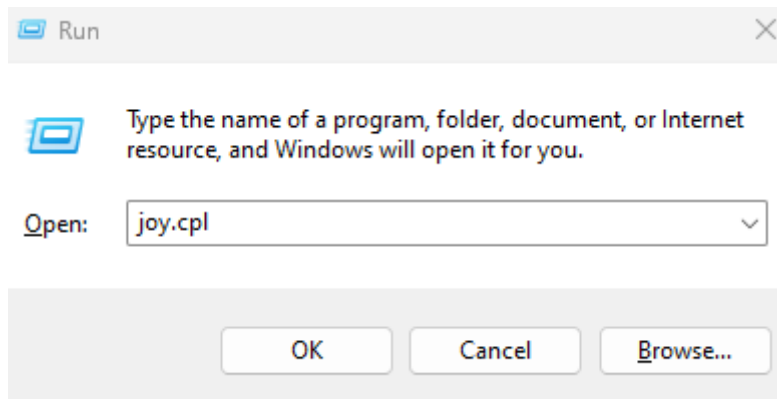 Run
Type the name of a program, folder, document, or Internet
resource, and Windows will open it for you.
Open: joy.cpl
OK Cancel Browse...